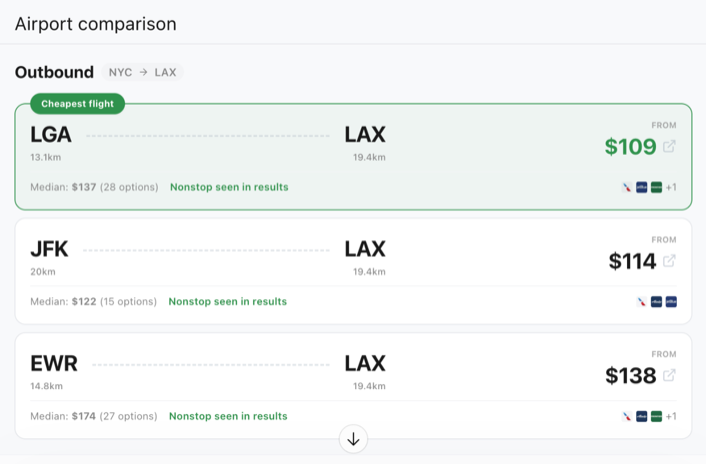 Airport comparison
Outbound NYC → LAX
Cheapest flight
FROM
LGA LAX $109
13.1km 19.4km
Median: $137 (28 options) Nonstop seen in results +1
FROM
JFK LAX $114
20km 19.4km
Median: $122 (15 options) Nonstop seen in results
FROM
EWR LAX $138
14.8km 19.4km
Median: $174 (27 options) Nonstop seen in results +1